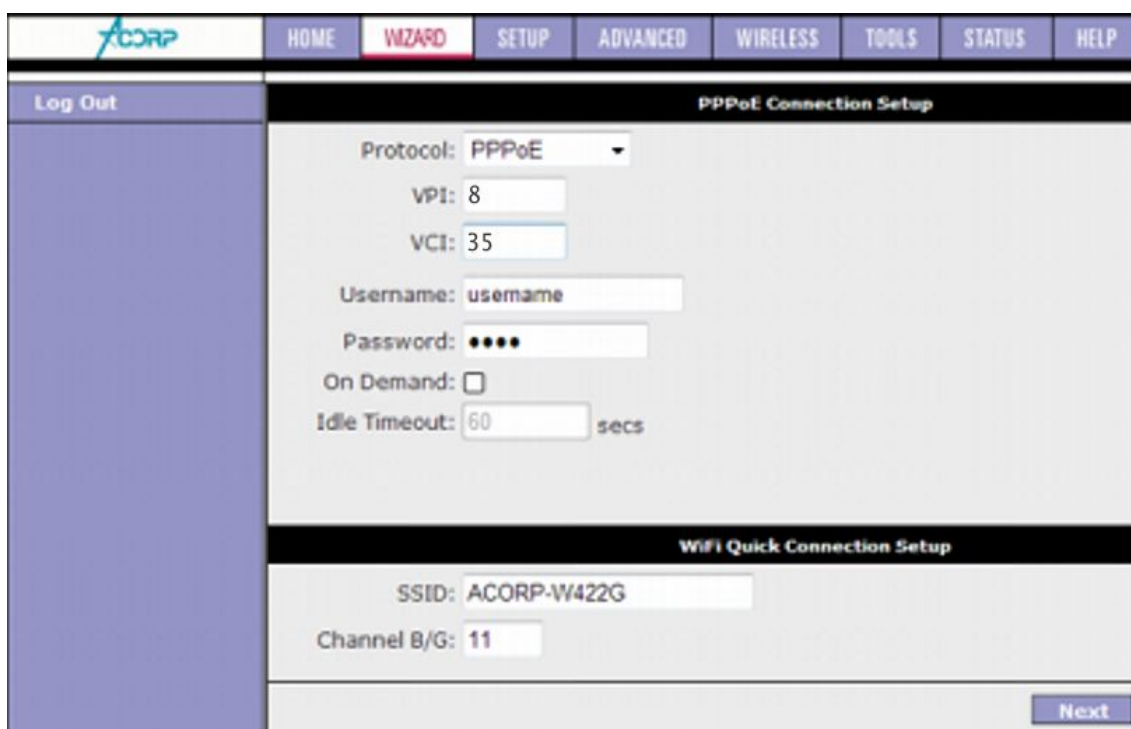 ACORP HOME WIZARD SETUP ADVANCED WIRELESS TOOLS STATUS HELP
Log Out
PPPoE Connection Setup
Protocol: PPPoE
VPI: 8
VCI: 35
Username: username
Password: ••••
On Demand:
Idle Timeout: 60 secs
WiFi Quick Connection Setup
SSID: ACORP-W422G
Channel B/G: 11
Next